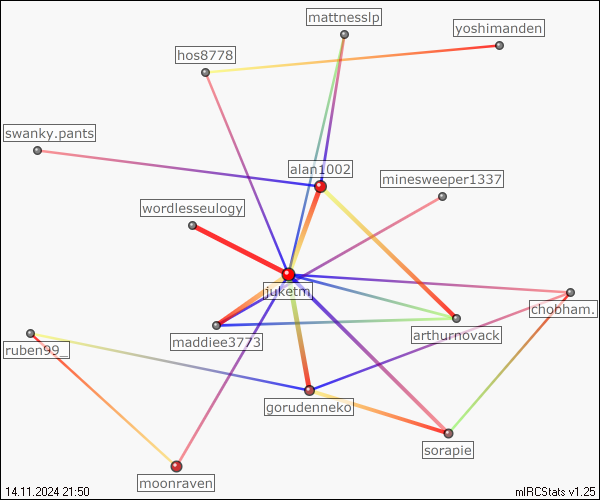 mattnesslp
yoshimanden
hos8778
swanky.pants
alan1002
minesweeper1337
wordlesseulogy
juketm
chobham.
maddiee3773
arthurnovack
ruben99_
gorudenneko
sorapie
moonraven
14.11.2024 21:50
mIRCStats v1.25